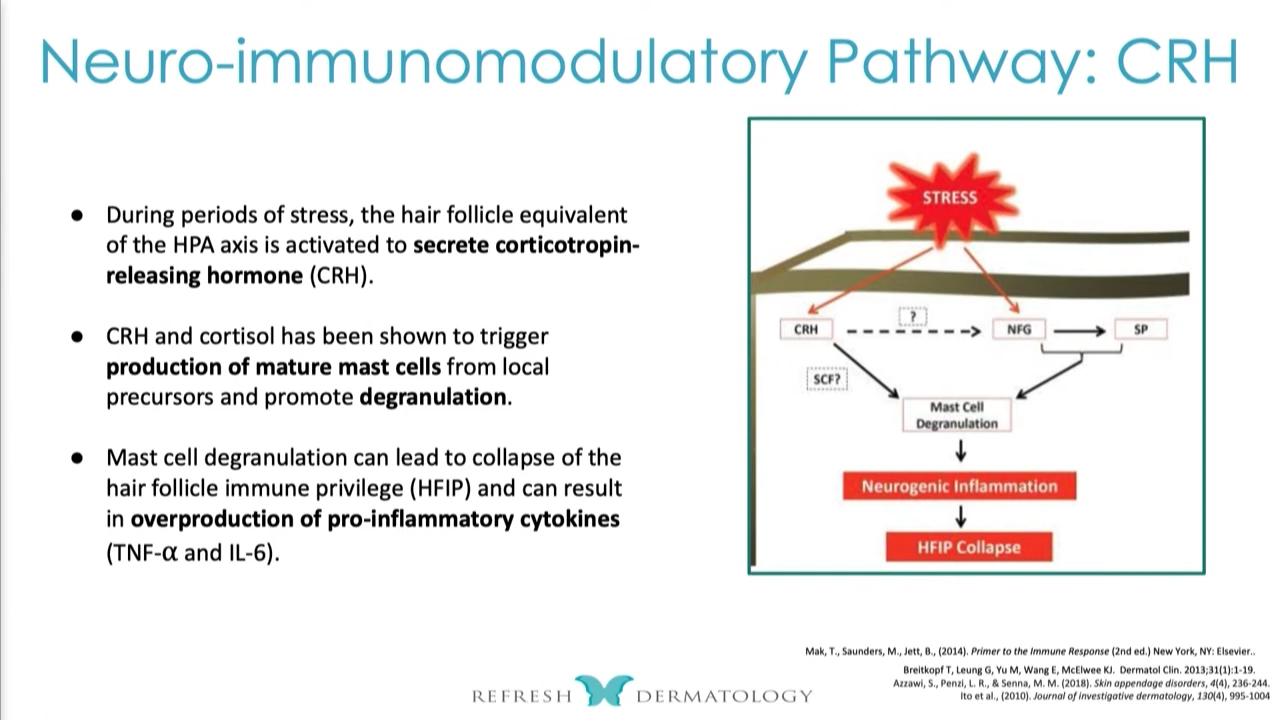 Neuro-immunomodulatory Pathway: CRH
● During periods of stress, the hair follicle equivalent
of the HPA axis is activated to secrete corticotropin-
releasing hormone (CRH).
● CRH and cortisol has been shown to trigger
production of mature mast cells from local
precursors and promote degranulation.
● Mast cell degranulation can lead to collapse of the
hair follicle immune privilege (HFIP) and can result
in overproduction of pro-inflammatory cytokines
(TNF-α and IL-6).
STRESS
CRH
?
NFG
SP
SCF?
Mast Cell
Degranulation
Neurogenic Inflammation
HFIP Collapse
Mak, T., Saunders, M., Jett, B., (2014). Primer to the Immune Response (2nd ed.) New York, NY: Elsevier..
Breitkopf T, Leung G, Yu M, Wang E, McElwee KJ. Dermatol Clin. 2013;31(1):1-19.
Azzawi, S., Penzi, L. R., & Senna, M. M. (2018). Skin appendage disorders, 4(4), 236-244.
Ito et al., (2010). Journal of investigative dermatology, 130(4), 995-1004
REFRESH DERMATOLOGY